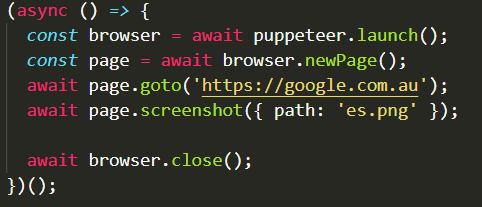 (async () => {
  const browser = await puppeteer.launch();
  const page = await browser.newPage();
  await page.goto('https://google.com.au');
  await page.screenshot({ path: 'es.png' });

  await browser.close();
})();